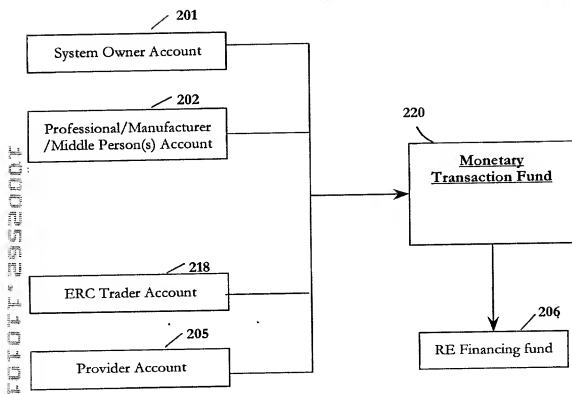 201
System Owner Account
202
Professional/Manufacturer
/Middle Person(s) Account
220
Monetary
Transaction Fund
218
ERC Trader Account
205
Provider Account
206
RE Financing fund